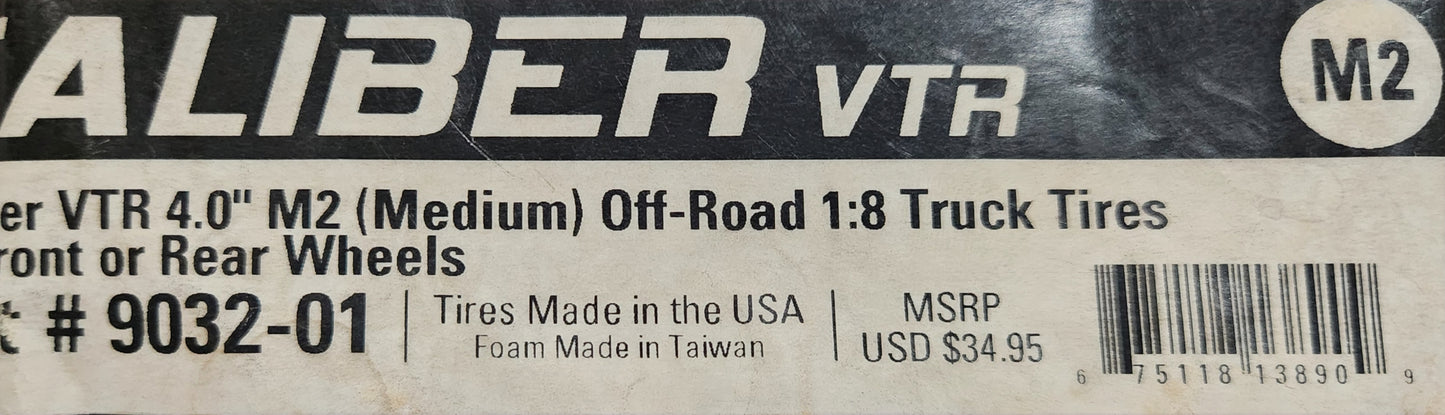 CALIBER VTR M2
er VTR 4.0" M2 (Medium) Off-Road 1:8 Truck Tires
ront or Rear Wheels
t # 9032-01
Tires Made in the USA
Foam Made in Taiwan
MSRP
USD $34.95
6 75118 13890 9